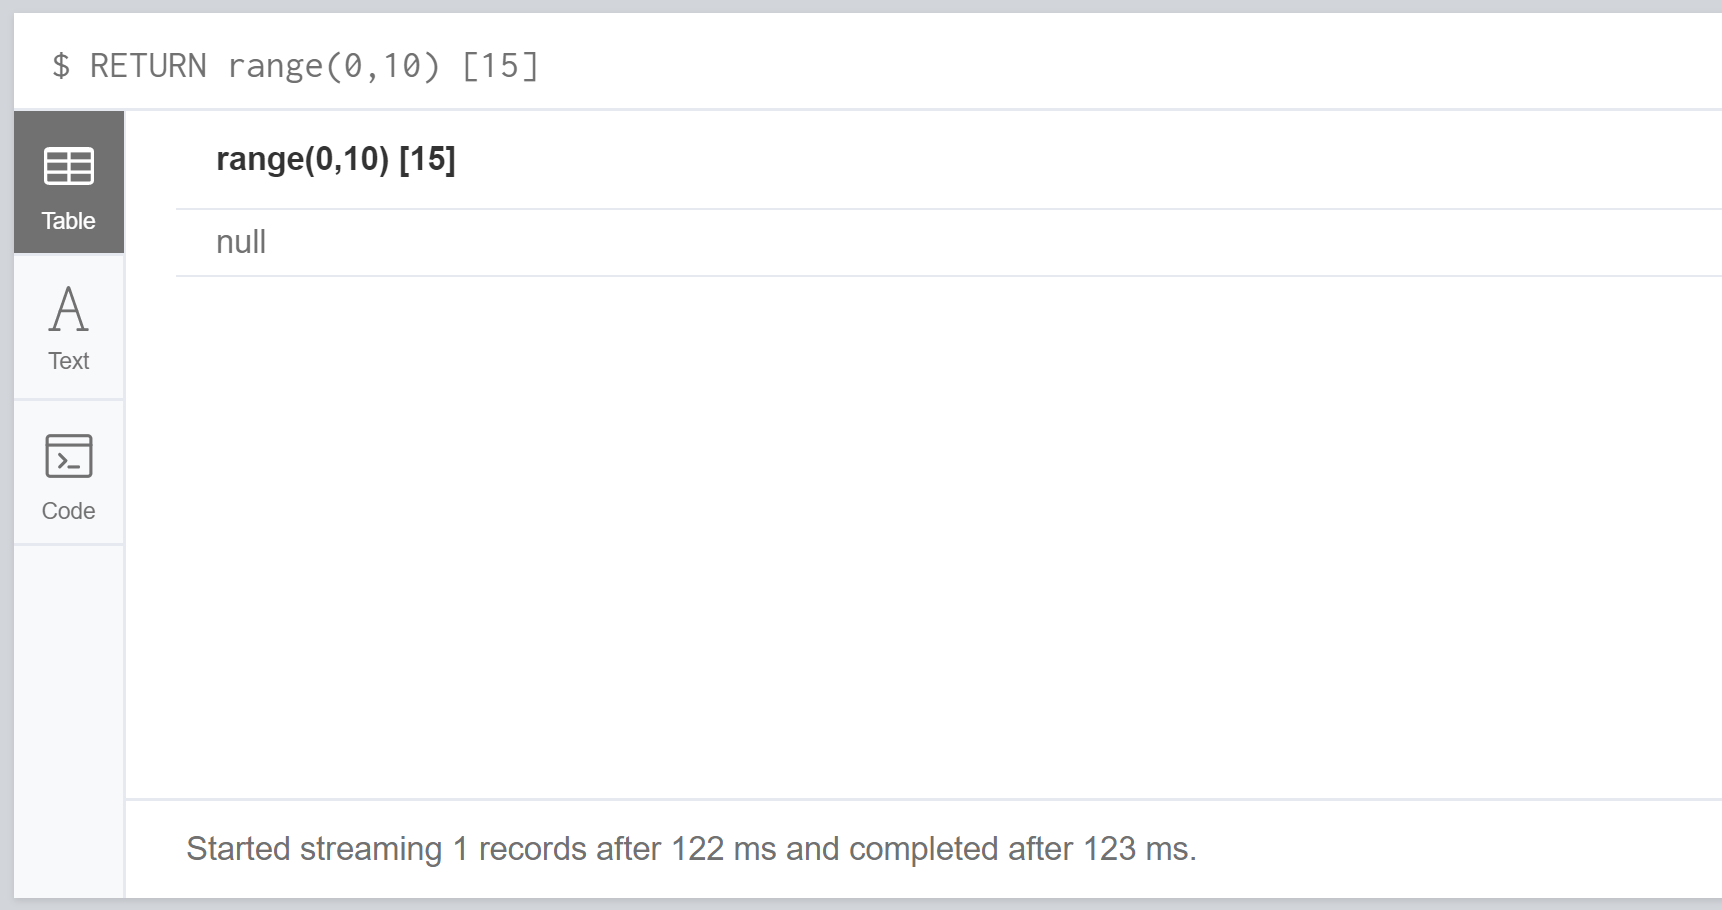 $ RETURN range(0,10) [15]
Table
range(0,10) [15]
null
Text
Code
Started streaming 1 records after 122 ms and completed after 123 ms.